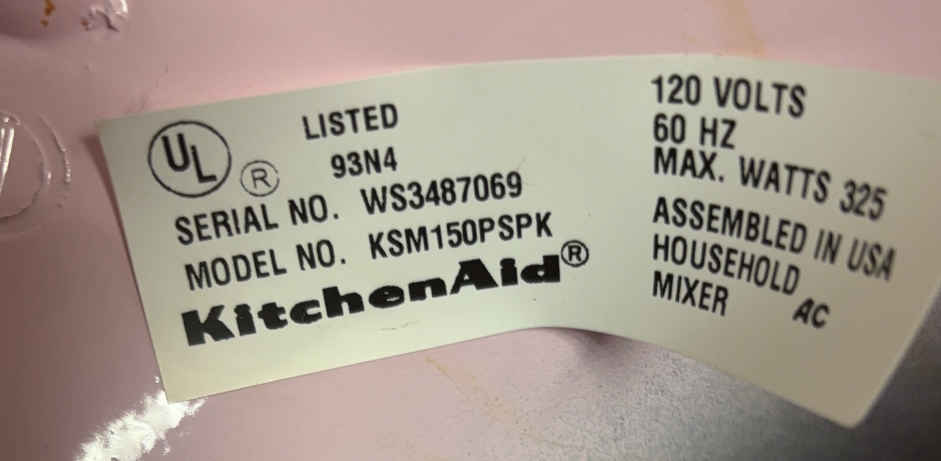 UL ® LISTED
93N4
SERIAL NO. WS3487069
MODEL NO. KSM150PSPK
KitchenAid®
120 VOLTS
60 HZ
MAX. WATTS 325
ASSEMBLED IN USA
HOUSEHOLD
MIXER AC